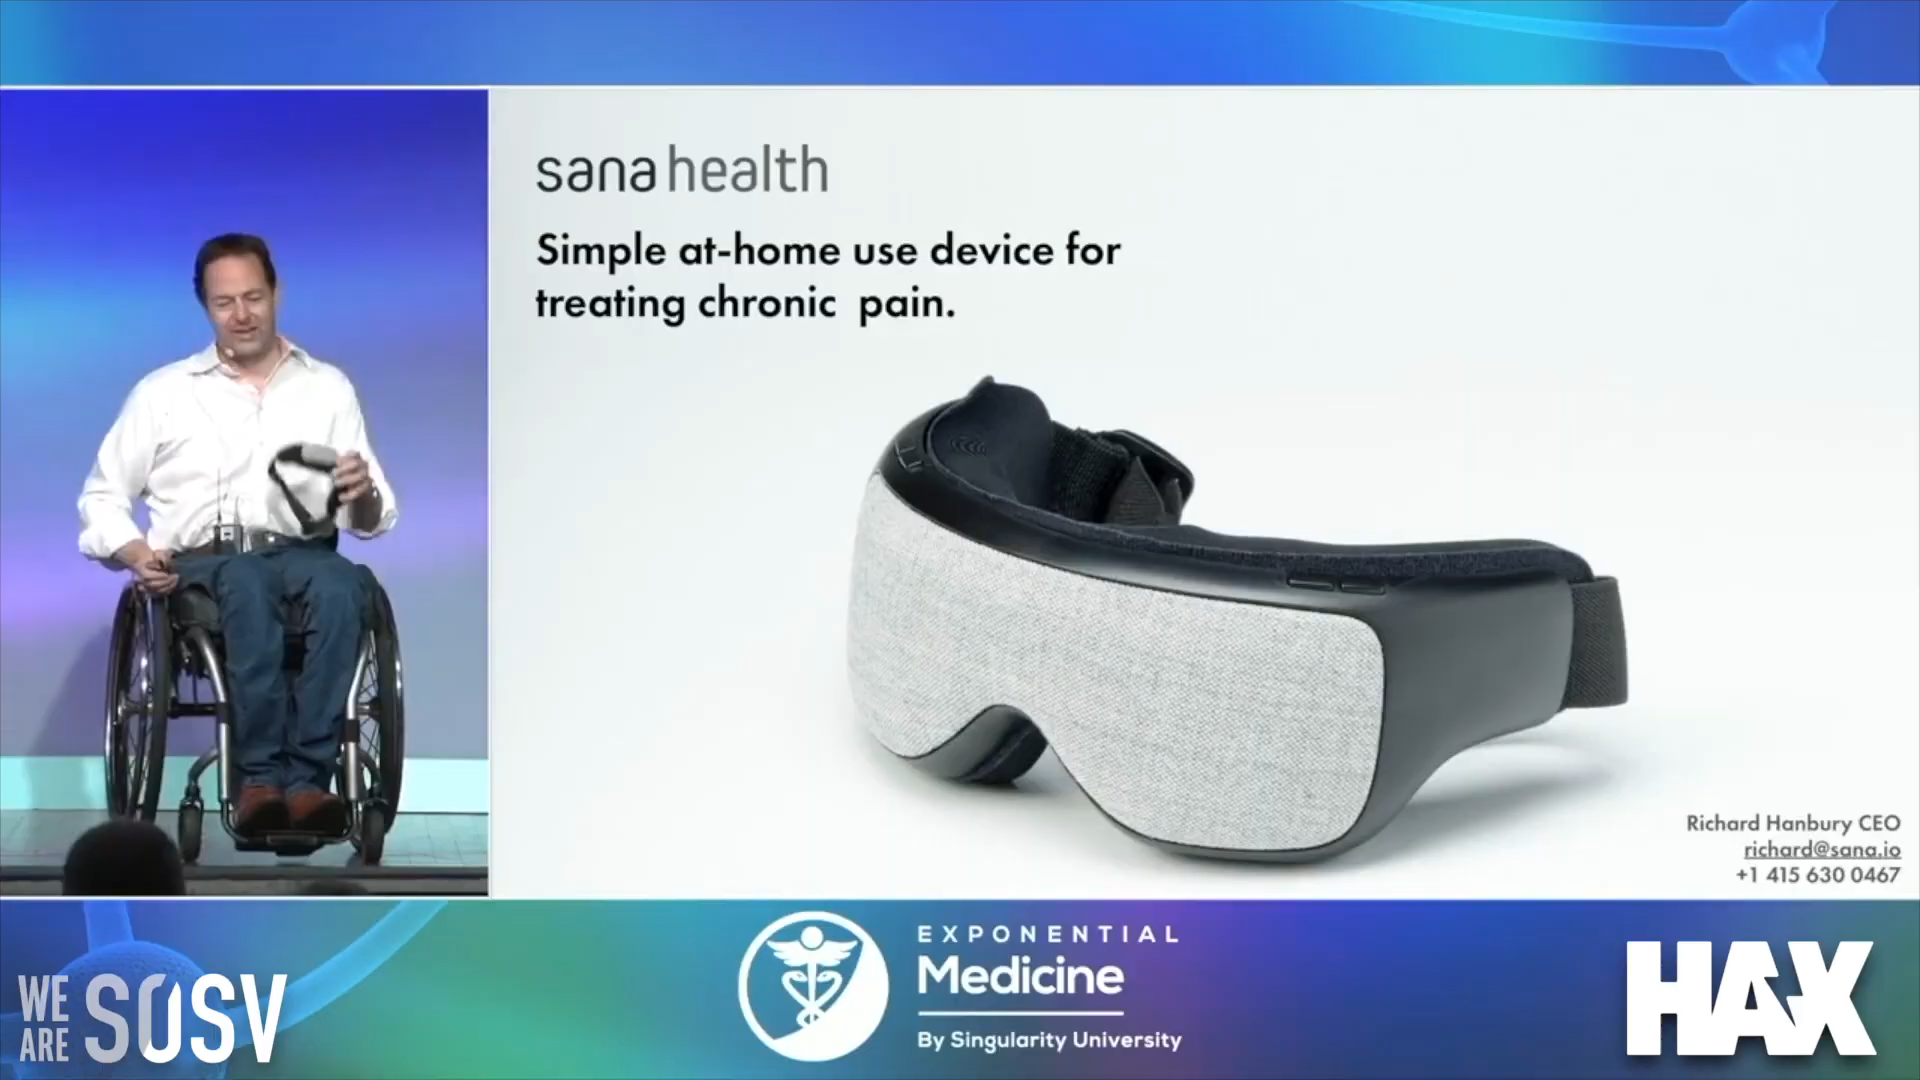 sana health
Simple at-home use device for
treating chronic pain.
Richard Hanbury CEO
richard@sana.io
+1 415 630 0467
WE
ARE SOSV
EXPONENTIAL
Medicine
By Singularity University
HAX